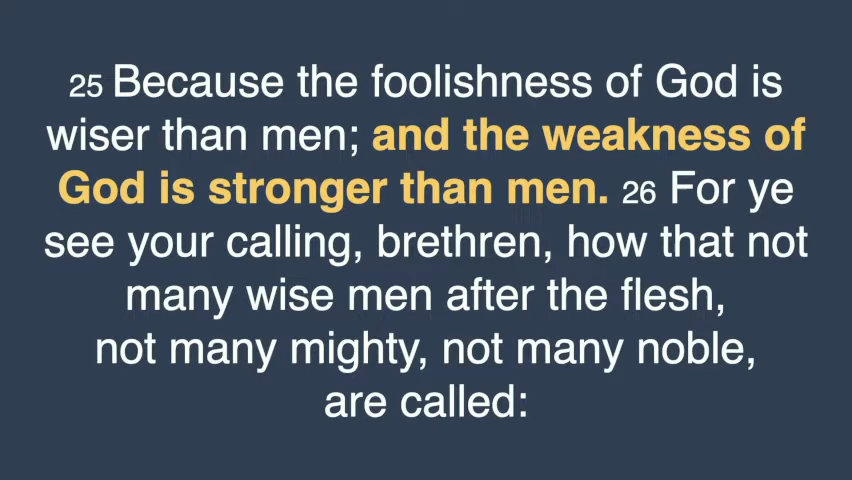 25 Because the foolishness of God is
wiser than men; and the weakness of
God is stronger than men. 26 For ye
see your calling, brethren, how that not
many wise men after the flesh,
not many mighty, not many noble,
are called: